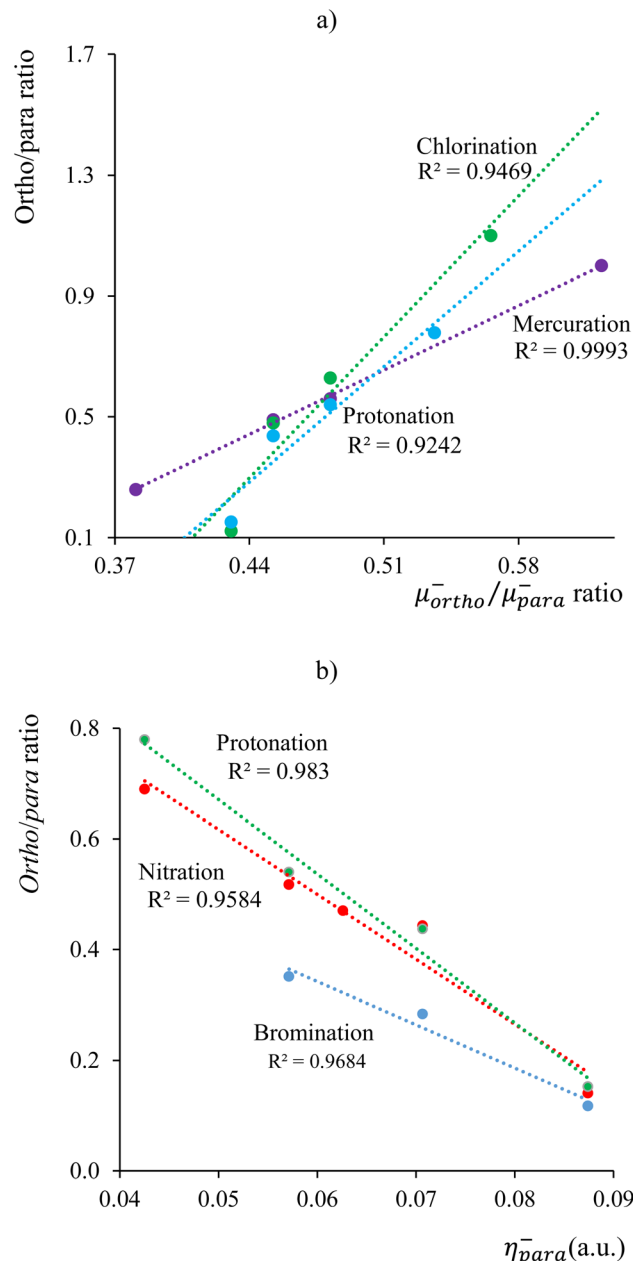 a)
Ortho/para ratio
1.7
1.3
0.9
0.5
0.1
Chlorination
R² = 0.9469
Mercuration
R² = 0.9993
Protonation
R² = 0.9242
0.37 0.44 0.51 0.58
μ⁻ortho/μ⁻para ratio
b)
Ortho/para ratio
0.8
0.6
0.4
0.2
0.0
Protonation
R² = 0.983
Nitration
R² = 0.9584
Bromination
R² = 0.9684
0.04 0.05 0.06 0.07 0.08 0.09
η⁻para(a.u.)